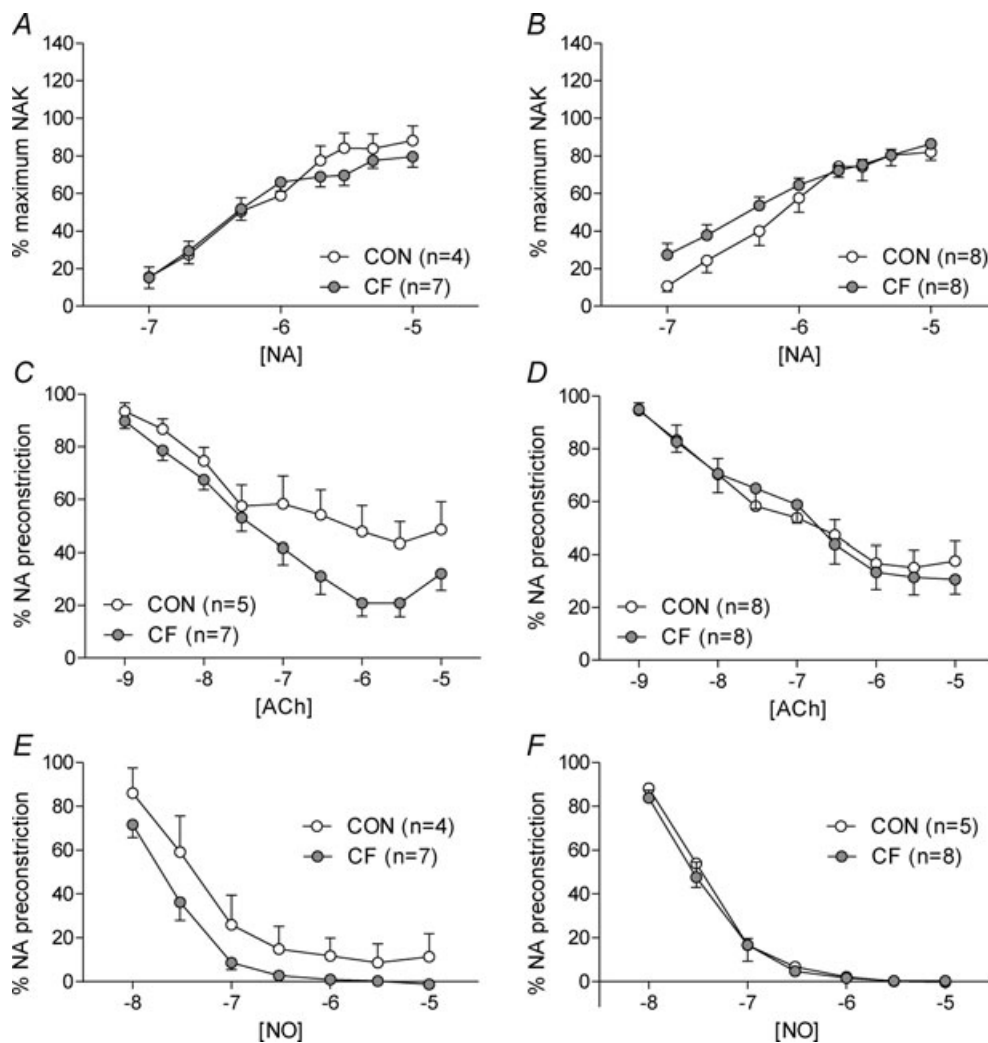 A
% maximum NAK
140
120
100
80
60
40
20
0
CON (n=4)
CF (n=7)
-7 -6 -5
[NA]
B
% maximum NAK
140
120
100
80
60
40
20
0
CON (n=8)
CF (n=8)
-7 -6 -5
[NA]
C
% NA preconstriction
100
80
60
40
20
0
CON (n=5)
CF (n=7)
-9 -8 -7 -6 -5
[ACh]
D
% NA preconstriction
100
80
60
40
20
0
CON (n=8)
CF (n=8)
-9 -8 -7 -6 -5
[ACh]
E
% NA preconstriction
100
80
60
40
20
0
CON (n=4)
CF (n=7)
-8 -7 -6 -5
[NO]
F
% NA preconstriction
100
80
60
40
20
0
CON (n=5)
CF (n=8)
-8 -7 -6 -5
[NO]